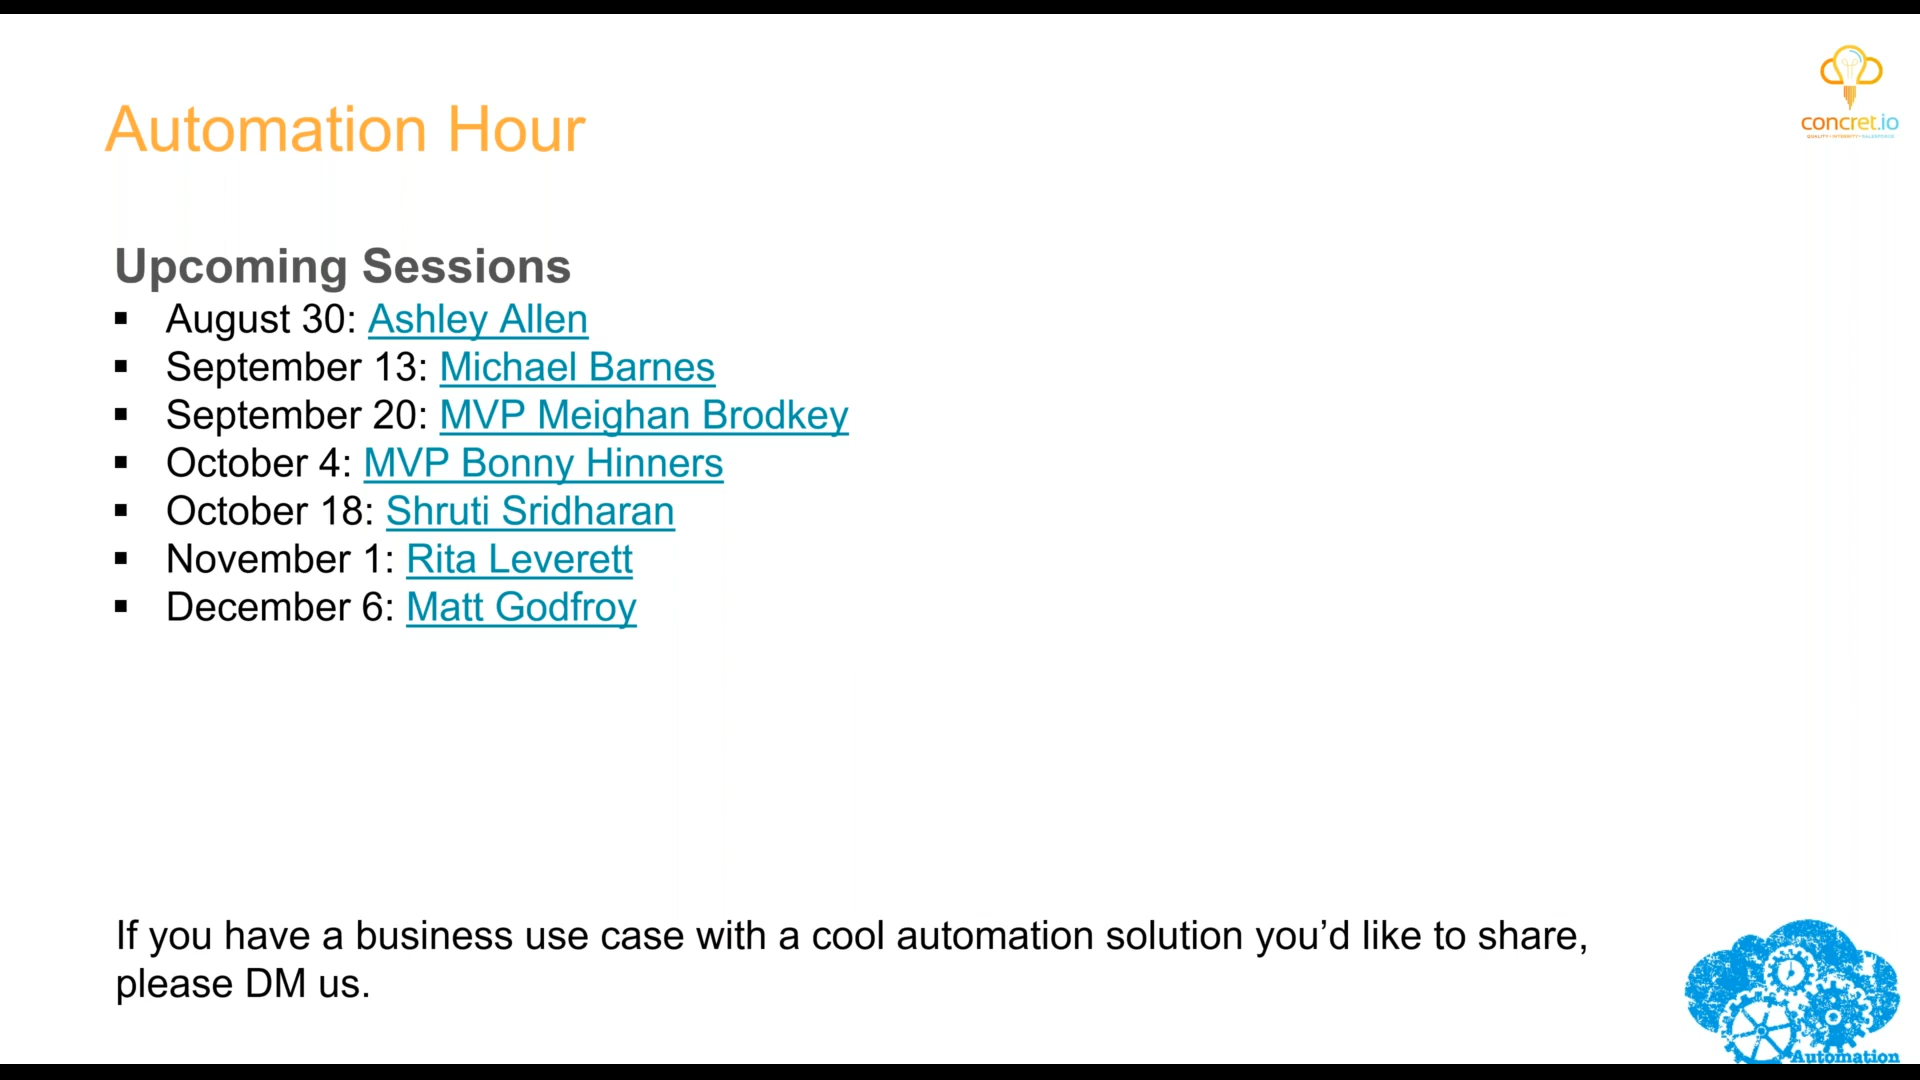 concret.io
Automation Hour
Upcoming Sessions
▪ August 30: Ashley Allen
▪ September 13: Michael Barnes
▪ September 20: MVP Meighan Brodkey
▪ October 4: MVP Bonny Hinners
▪ October 18: Shruti Sridharan
▪ November 1: Rita Leverett
▪ December 6: Matt Godfroy
If you have a business use case with a cool automation solution you’d like to share,
please DM us.
Automation